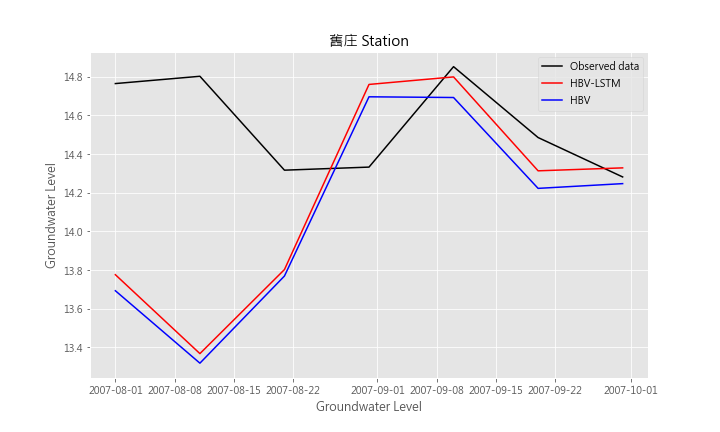 舊庄 Station
Observed data
HBV-LSTM
HBV
Groundwater Level
14.8
14.6
14.4
14.2
14.0
13.8
13.6
13.4
2007-08-01 2007-08-08 2007-08-15 2007-08-22 2007-09-01 2007-09-08 2007-09-15 2007-09-22 2007-10-01
Groundwater Level